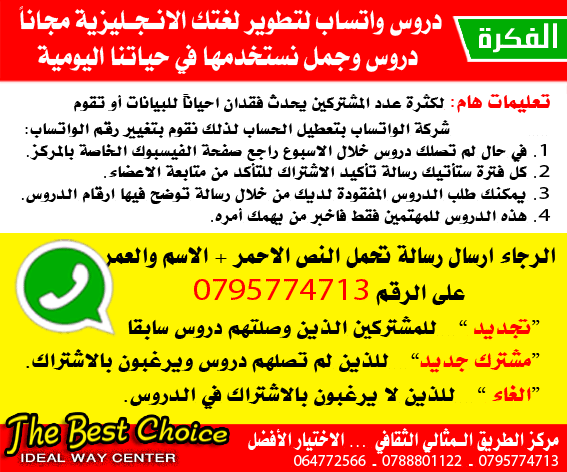 الفكرة
دروس واتساب لتطوير لغتك الانـجـليزية مجاناً
دروس وجمل نستخدمها في حياتنا اليومية
تعليمات هام: لكثرة عدد المشتركين يحدث فقدان احياناً للبيانات أو تقوم
شركة الواتساب بتعطيل الحساب لذلك نقوم بتغيير رقم الواتساب:
1. في حال لم تصلك دروس خلال الاسبوع راجع صفحة الفيسبوك الخاصة بالمركز.
2. كل فترة ستأتيك رسالة تأكيد الاشتراك للتأكد من متابعة الاعضاء.
3. يمكنك طلب الدروس المفقودة لديك من خلال رسالة توضح فيها ارقام الدروس.
4. هذه الدروس للمهتمين فقط فاخبر من يهمك أمره.
الرجاء ارسال رسالة تحمل النص الاحمر + الاسم والعمر
على الرقم 0795774713
”تجديد “ للمشتركين الذين وصلتهم دروس سابقا
”مشترك جديد“ للذين لم تصلهم دروس ويرغبون بالاشتراك.
”الغاء “ للذين لا يرغبون بالاشتراك في الدروس.
The Best Choice
IDEAL WAY CENTER
مركز الطريق الـمثالي الثقافي ... الاختيار الأفضل
0795774713 ـ 0788801122 ـ 064772566